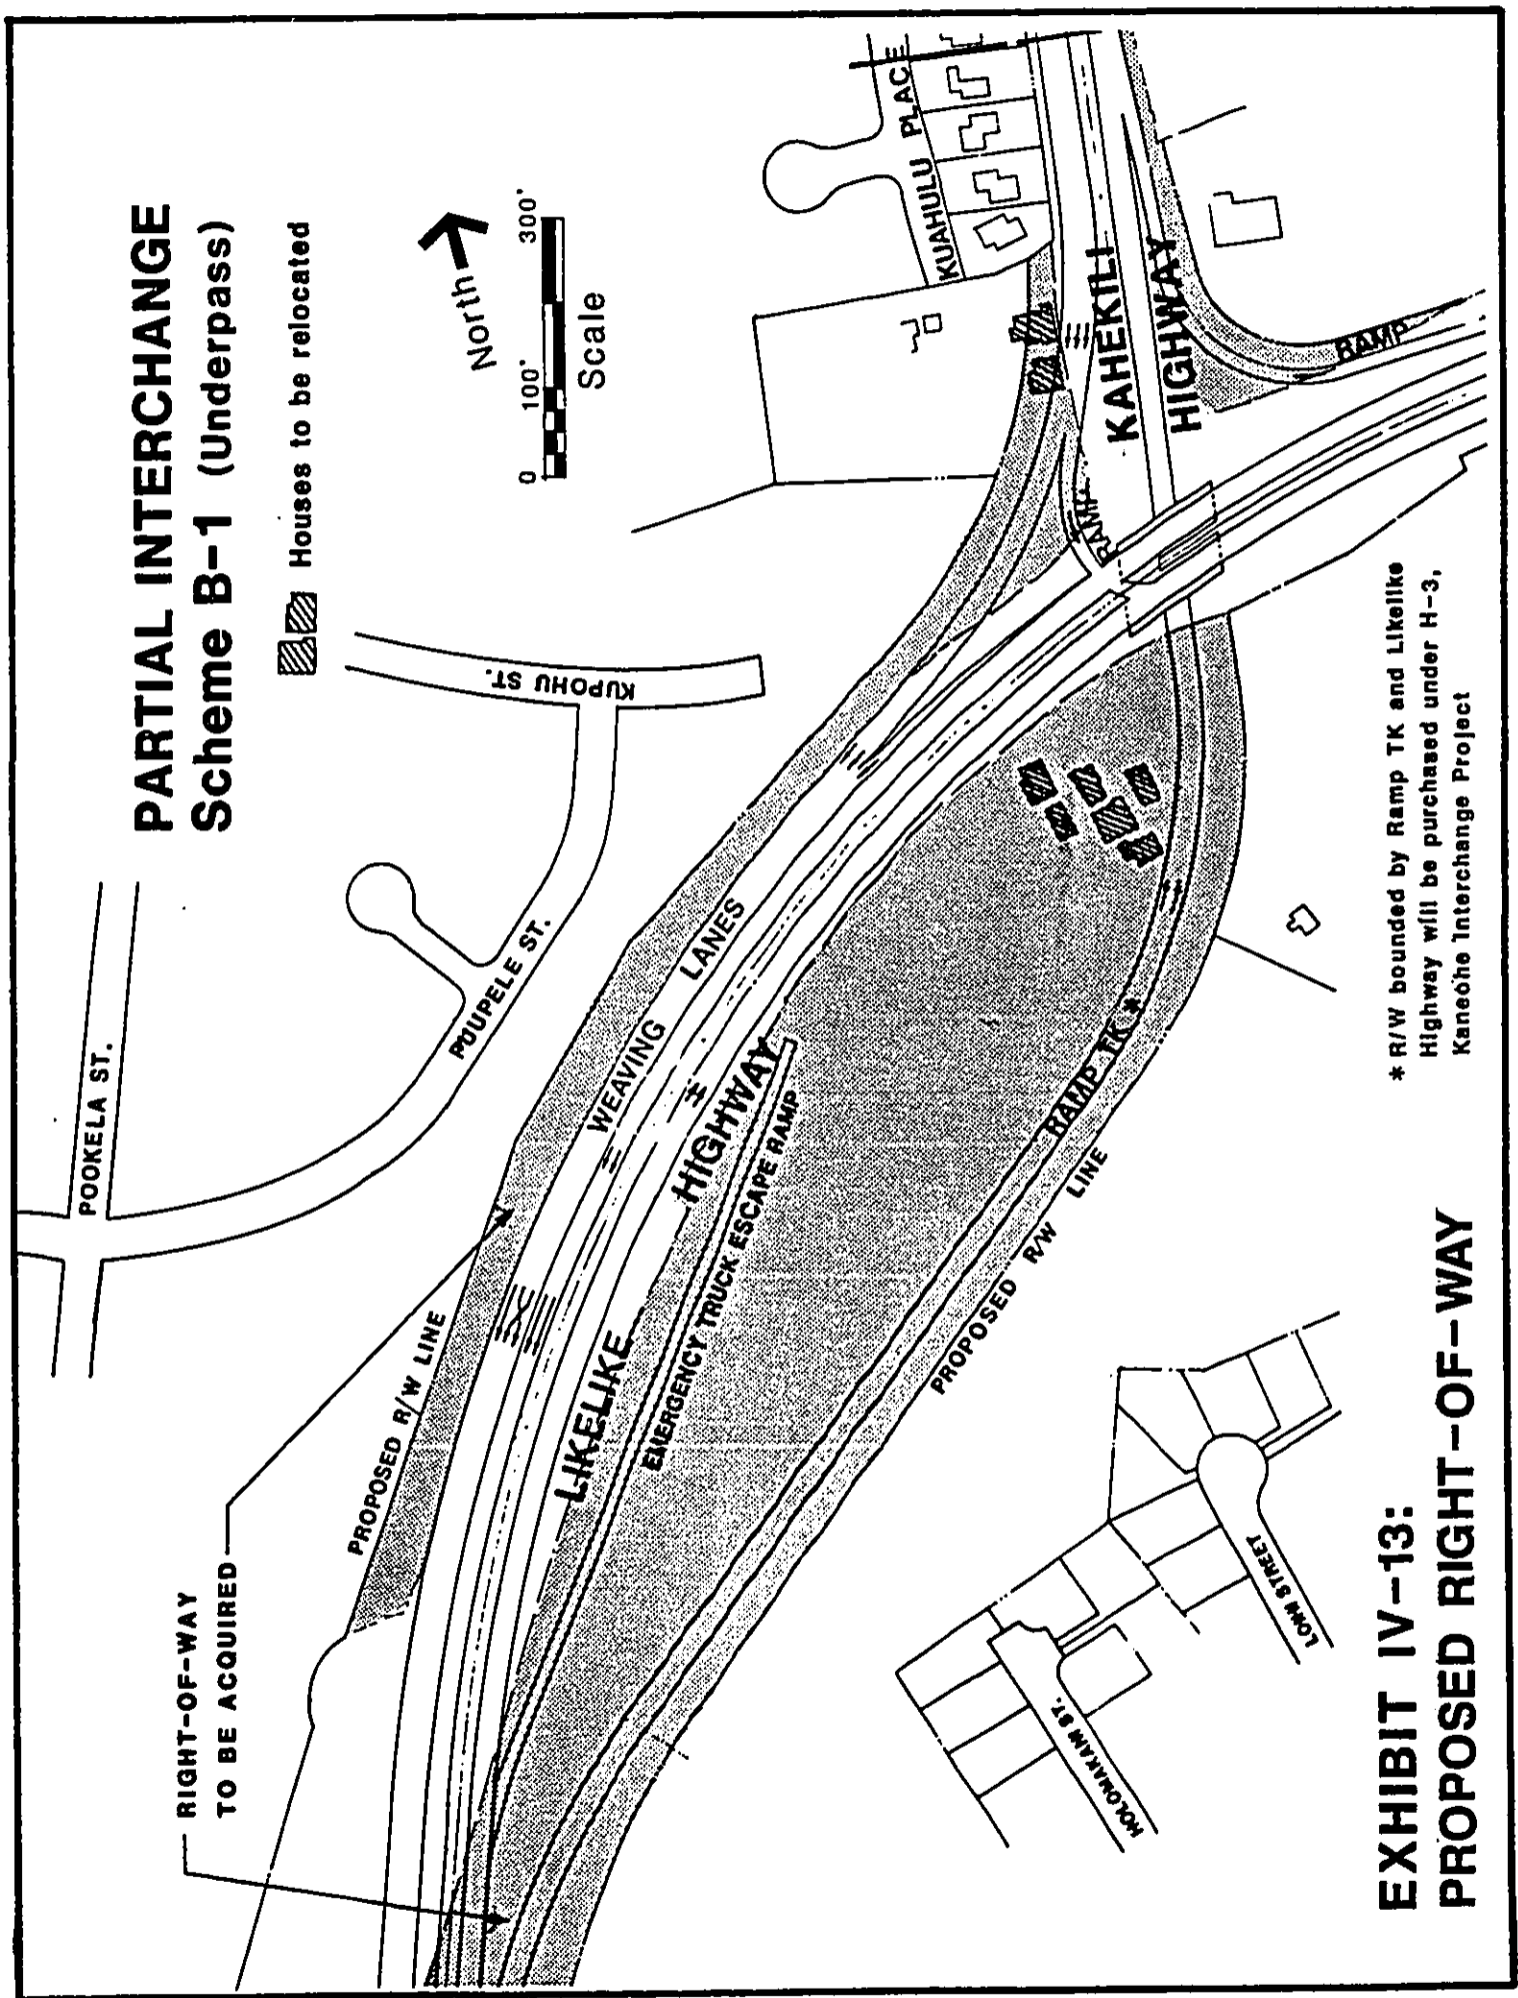 PARTIAL INTERCHANGE
Scheme B-1 (Underpass)
Houses to be relocated
North
0 100' 300'
Scale
RIGHT-OF-WAY
TO BE ACQUIRED
POOKELA ST.
POUPELE ST.
KUPOHU ST.
KUAHULU PLACE
PROPOSED R/W LINE
WEAVING LANES
LIKELIKE HIGHWAY
EMERGENCY TRUCK ESCAPE RAMP
KAHEKILI
HIGHWAY
RAMP
RAMP
RAMP TK *
PROPOSED R/W LINE
HOLOWAKAWI ST.
STREET
* R/W bounded by Ramp TK and Likelike
Highway will be purchased under H-3,
Kaneohe Interchange Project
EXHIBIT IV-13:
PROPOSED RIGHT-OF-WAY